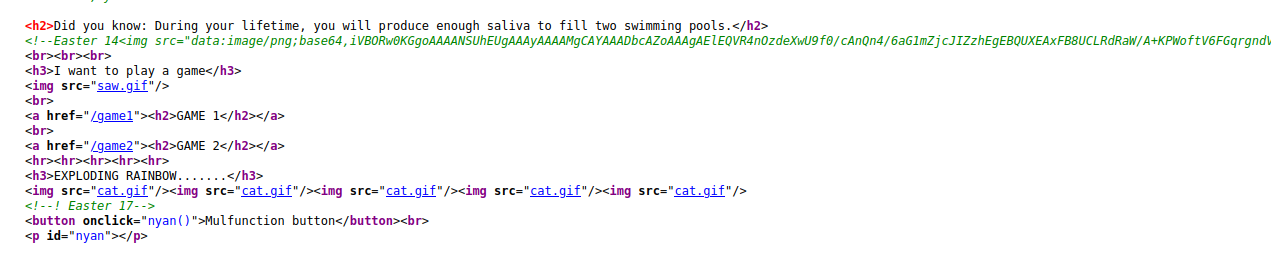 <h2>Did you know: During your lifetime, you will produce enough saliva to fill two swimming pools.</h2>
<!--Easter 14<img src="data:image/png;base64,iVBORw0KGgoAAAANSUhEUgAAAyAAAAMgCAYAAADbcAZoAAAgAElEQVR4nOzdeXwU9f0/cAnQn4/6aG1mZjcJIZzhEgEBQUXEAxFB8UCLRdRaW/A+KPWoftV6FGqrgndV
<br><br><br>
<h3>I want to play a game</h3>
<img src="saw.gif"/>
<br>
<a href="/game1"><h2>GAME 1</h2></a>
<br>
<a href="/game2"><h2>GAME 2</h2></a>
<hr><hr><hr><hr><hr>
<h3>EXPLODING RAINBOW.......</h3>
<img src="cat.gif"/><img src="cat.gif"/><img src="cat.gif"/><img src="cat.gif"/><img src="cat.gif"/>
<!--! Easter 17-->
<button onclick="nyan()">Mulfunction button</button><br>
<p id="nyan"></p>